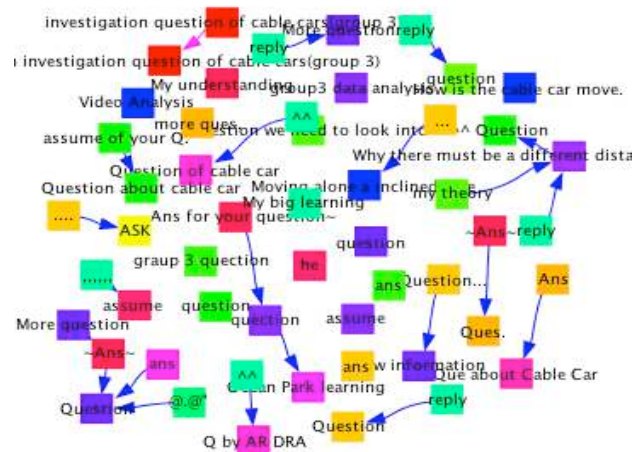 investigation question of cable cars(group 3
reply
More question
reply
investigation question of cable cars(group 3)
My understanding
group3 data analysis
question
How is the cable car move.
Video Analysis
more ques
^^
...
assume of your Q.
we need to look into
^^
Question
Question of cable car
Why there must be a different dista
Question about cable car
Moving alone a inclined
My big learning
my theory
....
ASK
Ans for your question~
~Ans~
reply
question
graup 3 quection
he
......
ans
Question...
Ans
assume
question
quection
assume
Ques.
More question
~Ans~
ans
ans
w information
Que about Cable Car
^^
Park learning
Question
@.@"
reply
Question
Q by AR DRA